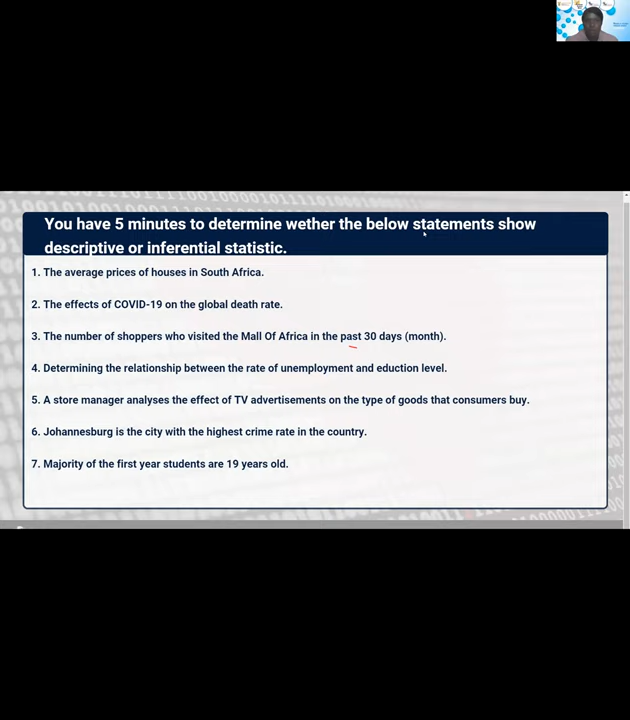 You have 5 minutes to determine wether the below statements show
descriptive or inferential statistic.
1. The average prices of houses in South Africa.
2. The effects of COVID-19 on the global death rate.
3. The number of shoppers who visited the Mall Of Africa in the past 30 days (month).
4. Determining the relationship between the rate of unemployment and eduction level.
5. A store manager analyses the effect of TV advertisements on the type of goods that consumers buy.
6. Johannesburg is the city with the highest crime rate in the country.
7. Majority of the first year students are 19 years old.